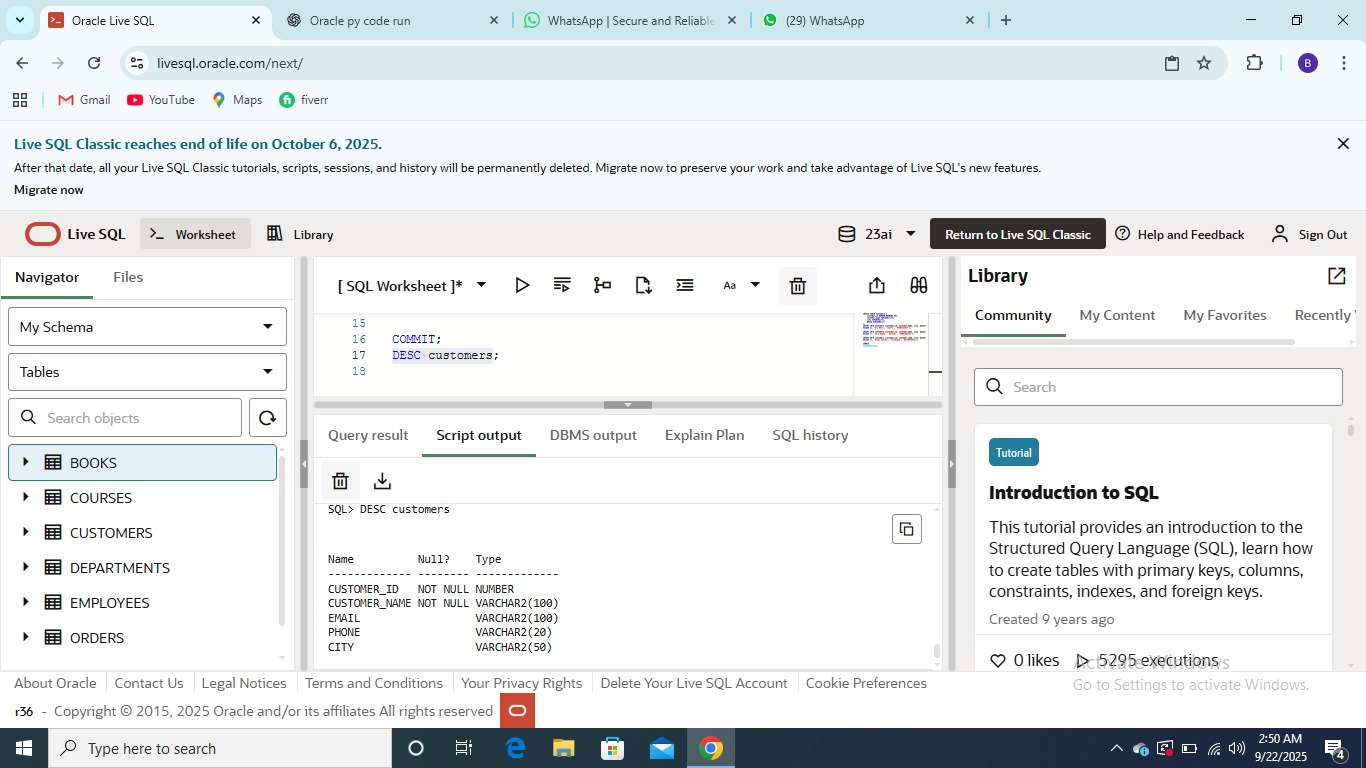 Oracle Live SQL
Oracle py code run
WhatsApp | Secure and Reliable
(29) WhatsApp
livesql.oracle.com/next/
B
Gmail
YouTube
Maps
fiverr
Live SQL Classic reaches end of life on October 6, 2025.
After that date, all your Live SQL Classic tutorials, scripts, sessions, and history will be permanently deleted. Migrate now to preserve your work and take advantage of Live SQL's new features.
Migrate now
Live SQL
Worksheet
Library
23ai
Return to Live SQL Classic
Help and Feedback
Sign Out
Navigator
Files
My Schema
Tables
Search objects
BOOKS
COURSES
CUSTOMERS
DEPARTMENTS
EMPLOYEES
ORDERS
[ SQL Worksheet ]*
Aa
15
16 COMMIT;
17 DESC customers;
18
Query result
Script output
DBMS output
Explain Plan
SQL history
SQL> DESC customers
Name Null? Type
------------- -------- -------------
CUSTOMER_ID NOT NULL NUMBER
CUSTOMER_NAME NOT NULL VARCHAR2(100)
EMAIL VARCHAR2(100)
PHONE VARCHAR2(20)
CITY VARCHAR2(50)
Library
Community
My Content
My Favorites
Recently
Search
Tutorial
Introduction to SQL
This tutorial provides an introduction to the
Structured Query Language (SQL), learn how
to create tables with primary keys, columns,
constraints, indexes, and foreign keys.
Created 9 years ago
0 likes
5295 executions
Activate Windows
Go to Settings to activate Windows.
About Oracle
Contact Us
Legal Notices
Terms and Conditions
Your Privacy Rights
Delete Your Live SQL Account
Cookie Preferences
r36 - Copyright © 2015, 2025 Oracle and/or its affiliates All rights reserved
Type here to search
2:50 AM
9/22/2025
4